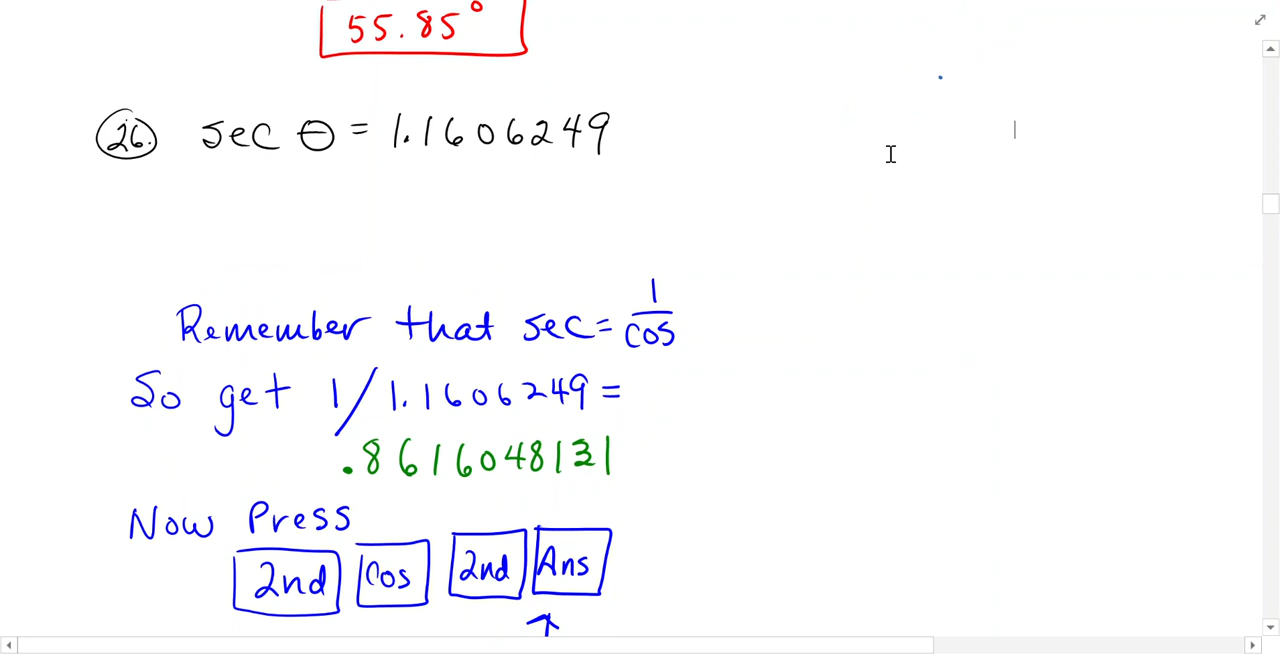 55.85°
26. sec θ = 1.1606249
Remember that sec = 1/cos
So get 1/1.1606249 =
.8616048131
Now Press
2nd Cos 2nd Ans